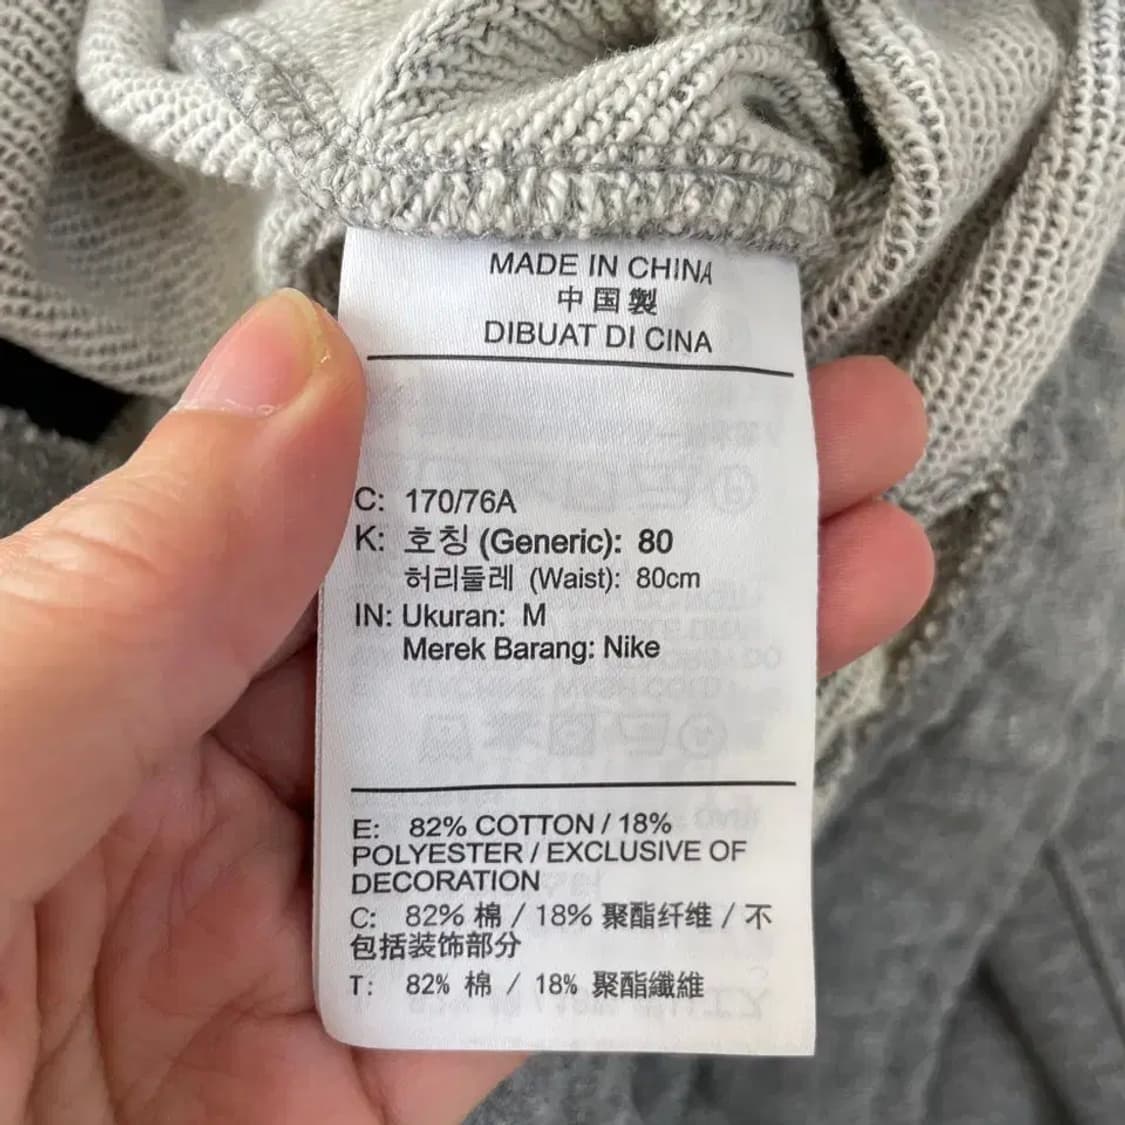 MADE IN CHINA
中国製
DIBUAT DI CINA
C: 170/76A
K: 호칭 (Generic): 80
허리둘레 (Waist): 80cm
IN: Ukuran: M
Merek Barang: Nike
E: 82% COTTON / 18%
POLYESTER / EXCLUSIVE OF
DECORATION
C: 82% 棉 / 18% 聚酯纤维 / 不
包括装饰部分
T: 82% 棉 / 18% 聚酯纖維